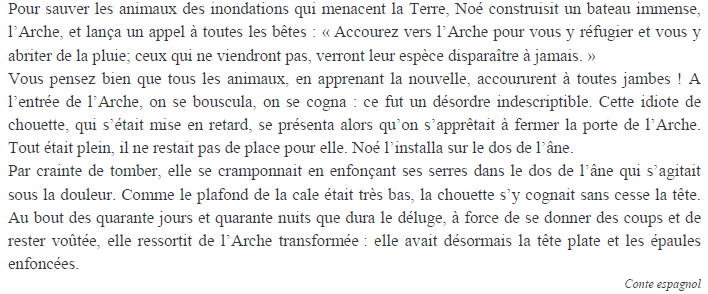 Pour sauver les animaux des inondations qui menacent la Terre, Noé construisit un bateau immense,
l’Arche, et lança un appel à toutes les bêtes : « Accourez vers l’Arche pour vous y réfugier et vous y
abriter de la pluie; ceux qui ne viendront pas, verront leur espèce disparaître à jamais. »
Vous pensez bien que tous les animaux, en apprenant la nouvelle, accoururent à toutes jambes ! A
l’entrée de l’Arche, on se bouscula, on se cogna : ce fut un désordre indescriptible. Cette idiote de
chouette, qui s’était mise en retard, se présenta alors qu’on s’apprêtait à fermer la porte de l’Arche.
Tout était plein, il ne restait pas de place pour elle. Noé l’installa sur le dos de l’âne.
Par crainte de tomber, elle se cramponnait en enfonçant ses serres dans le dos de l’âne qui s’agitait
sous la douleur. Comme le plafond de la cale était très bas, la chouette s’y cognait sans cesse la tête.
Au bout des quarante jours et quarante nuits que dura le déluge, à force de se donner des coups et de
rester voûtée, elle ressortit de l’Arche transformée : elle avait désormais la tête plate et les épaules
enfoncées.
Conte espagnol